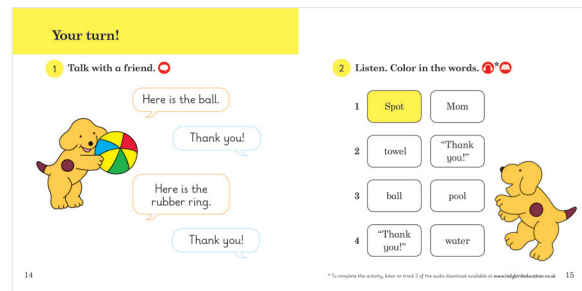 Your turn!
1 Talk with a friend.
Here is the ball.
Thank you!
Here is the
rubber ring.
Thank you!
14
2 Listen. Color in the words. *
1 Spot Mom
2 towel "Thank
you!"
3 ball pool
4 "Thank
you!" water
* To complete this activity, listen to track 2 of the audio download available at www.ladybirdeducation.co.uk
15